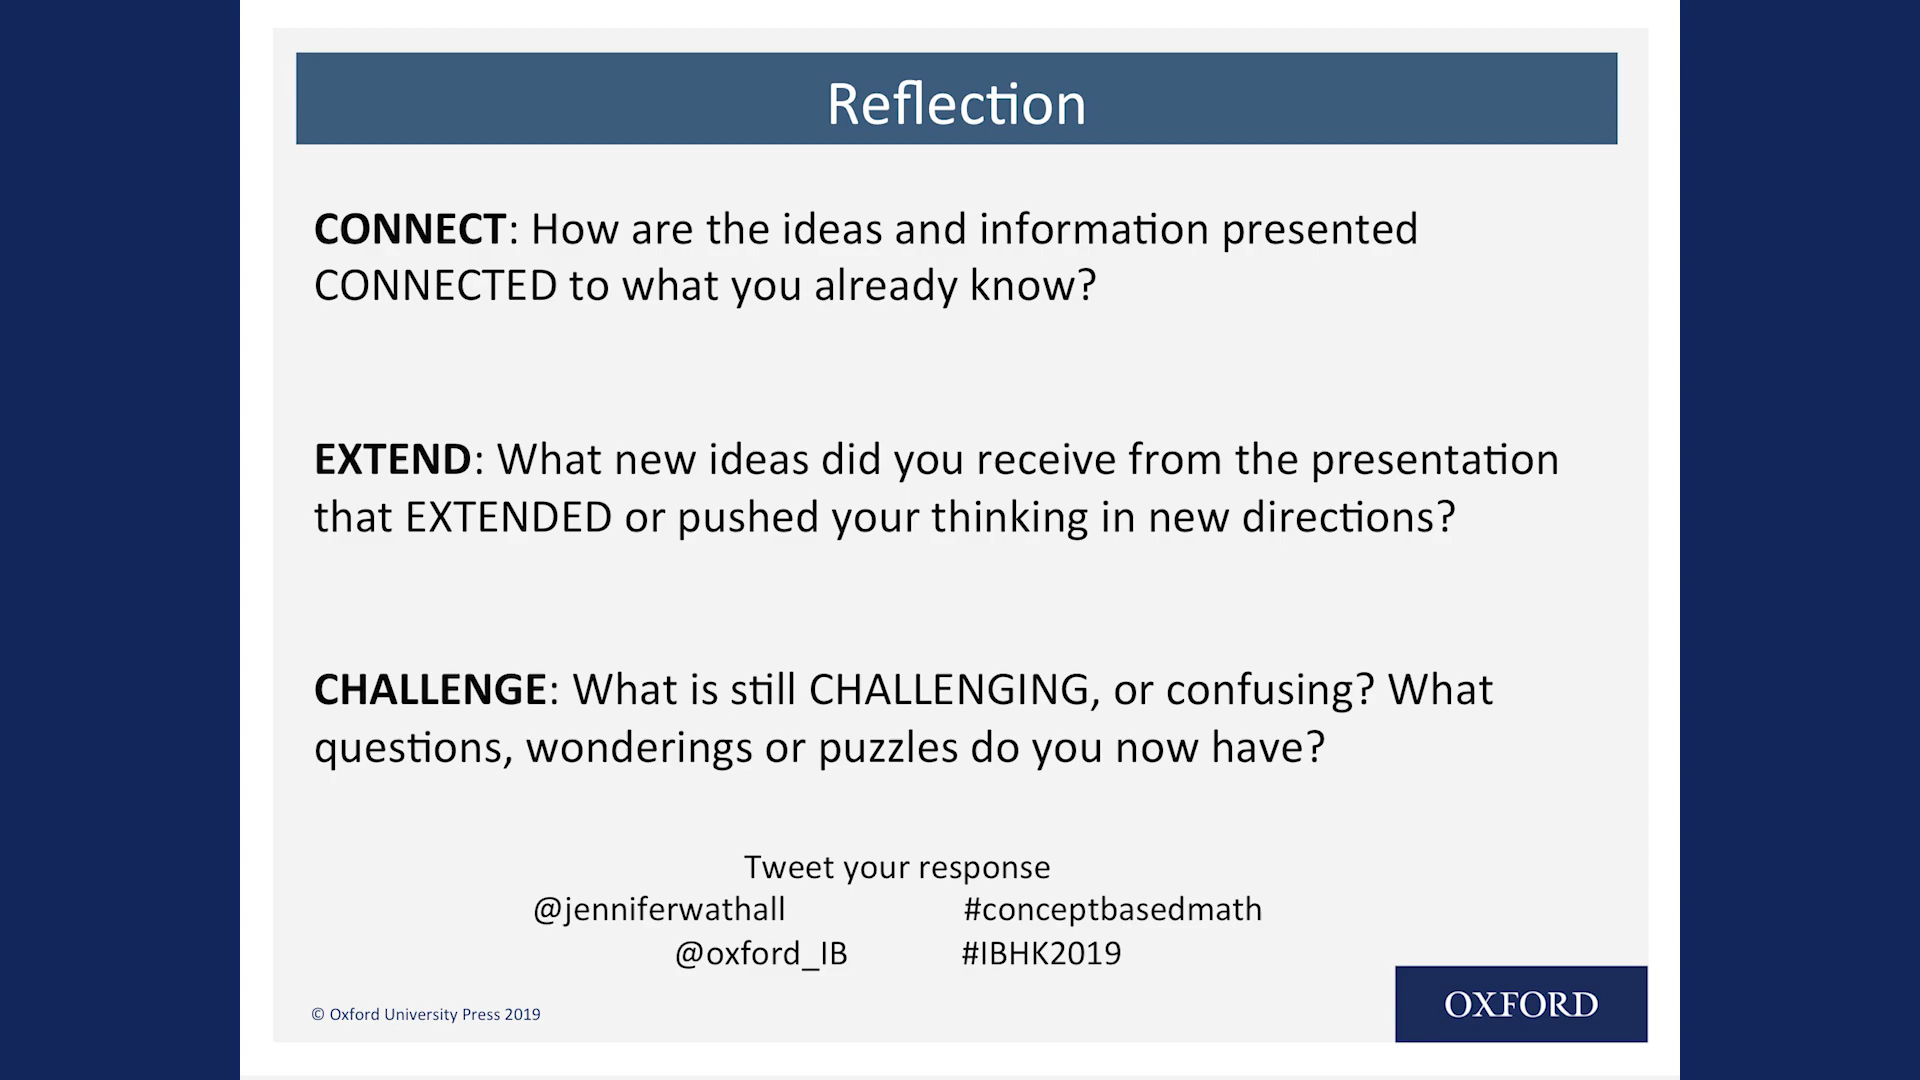 Reflection
CONNECT: How are the ideas and information presented
CONNECTED to what you already know?
EXTEND: What new ideas did you receive from the presentation
that EXTENDED or pushed your thinking in new directions?
CHALLENGE: What is still CHALLENGING, or confusing? What
questions, wonderings or puzzles do you now have?
Tweet your response
@jenniferwathall #conceptbasedmath
@oxford_IB #IBHK2019
© Oxford University Press 2019
OXFORD